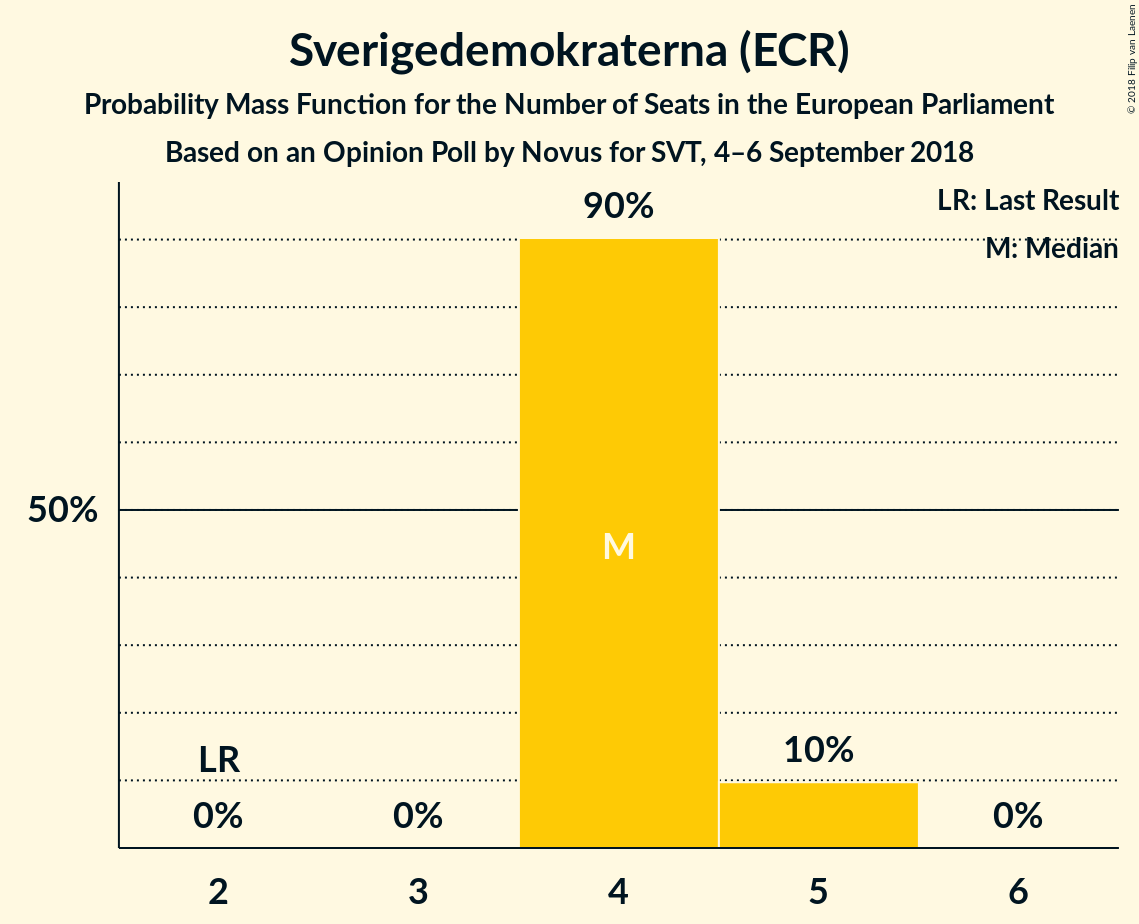 Sverigedemokraterna (ECR)
Probability Mass Function for the Number of Seats in the European Parliament
Based on an Opinion Poll by Novus for SVT, 4–6 September 2018
© 2018 Filip van Laenen
LR: Last Result
M: Median
90%
50%
M
LR
10%
0%
0%
0%
2
3
4
5
6